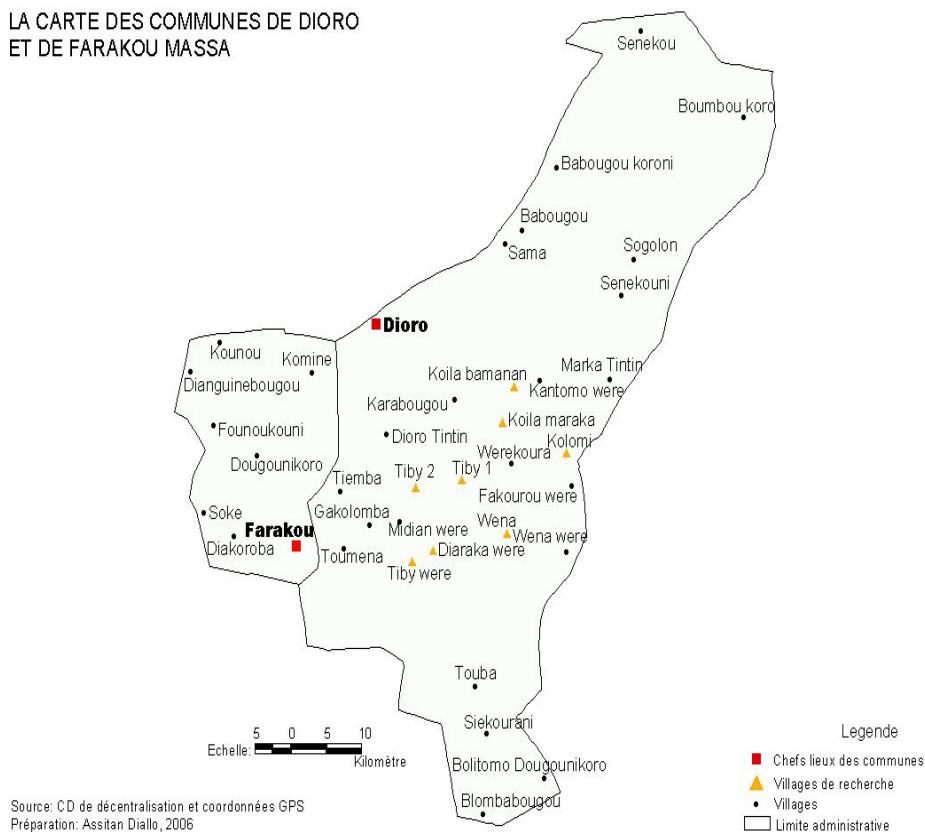 LA CARTE DES COMMUNES DE DIORO
ET DE FARAKOU MASSA
Senekou
Boumbou koro
Babougou koroni
Babougou
Sama
Sogolon
Senekouni
Dioro
Kounou
Komine
Dianguinebougou
Koila bamanan
Marka Tintin
Kantomo were
Karabougou
Koila maraka
Founoukouni
Dioro Tintin
Kolomi
Dougounikoro
Werekoura
Tiemba
Tiby 2
Tiby 1
Fakourou were
Soke
Gakolomba
Farakou
Midian were
Wena
Wena were
Diakoroba
Toumena
Diaraka were
Tiby were
Touba
Siekourani
Bolitomo Dougounikoro
Blombabougou
5 0 5 10
Echelle:
Kilomètre
Legende
Chefs lieux des communes
Villages de recherche
Villages
Limite administrative
Source: CD de décentralisation et coordonnées GPS
Préparation: Assitan Diallo, 2006